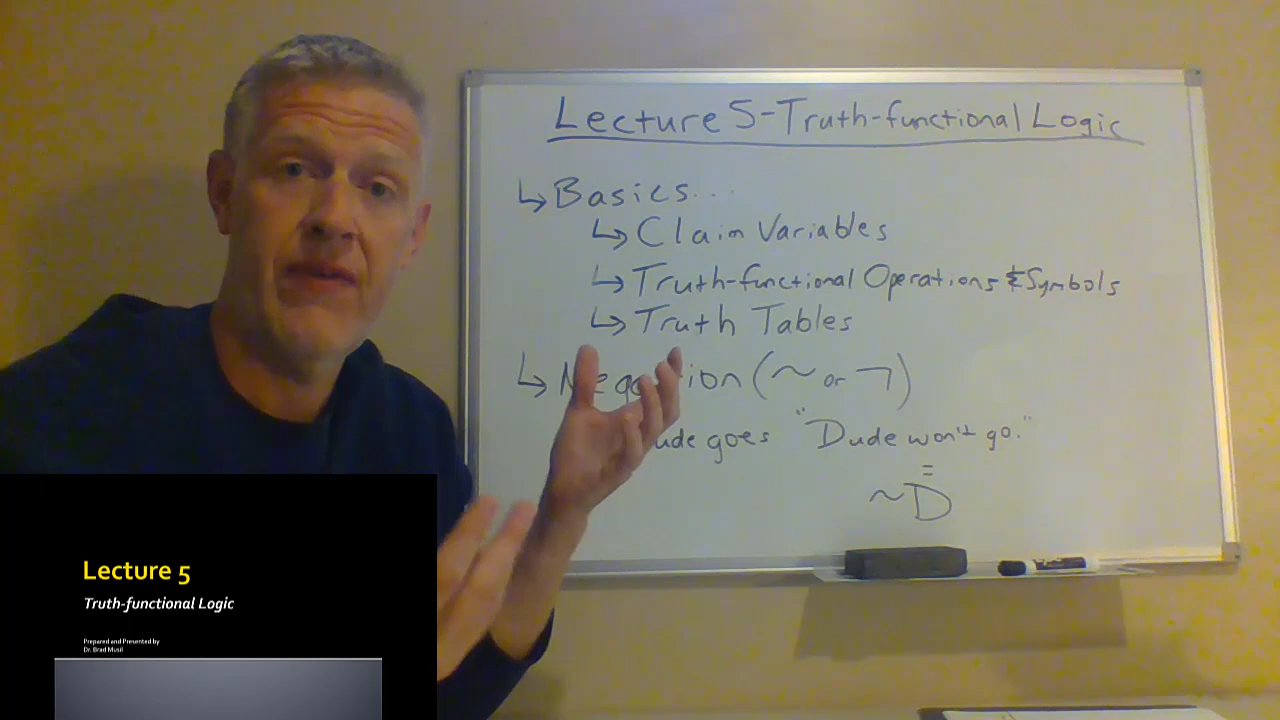 Lecture 5-Truth-functional Logic
↳ Basics...
↳ Claim Variables
↳ Truth-functional Operations & Symbols
↳ Truth Tables
↳ (~ or ¬)
goes "Dude won't go."
=
~D
Lecture 5
Truth-functional Logic
Prepared and Presented by
Dr. Brad Musil